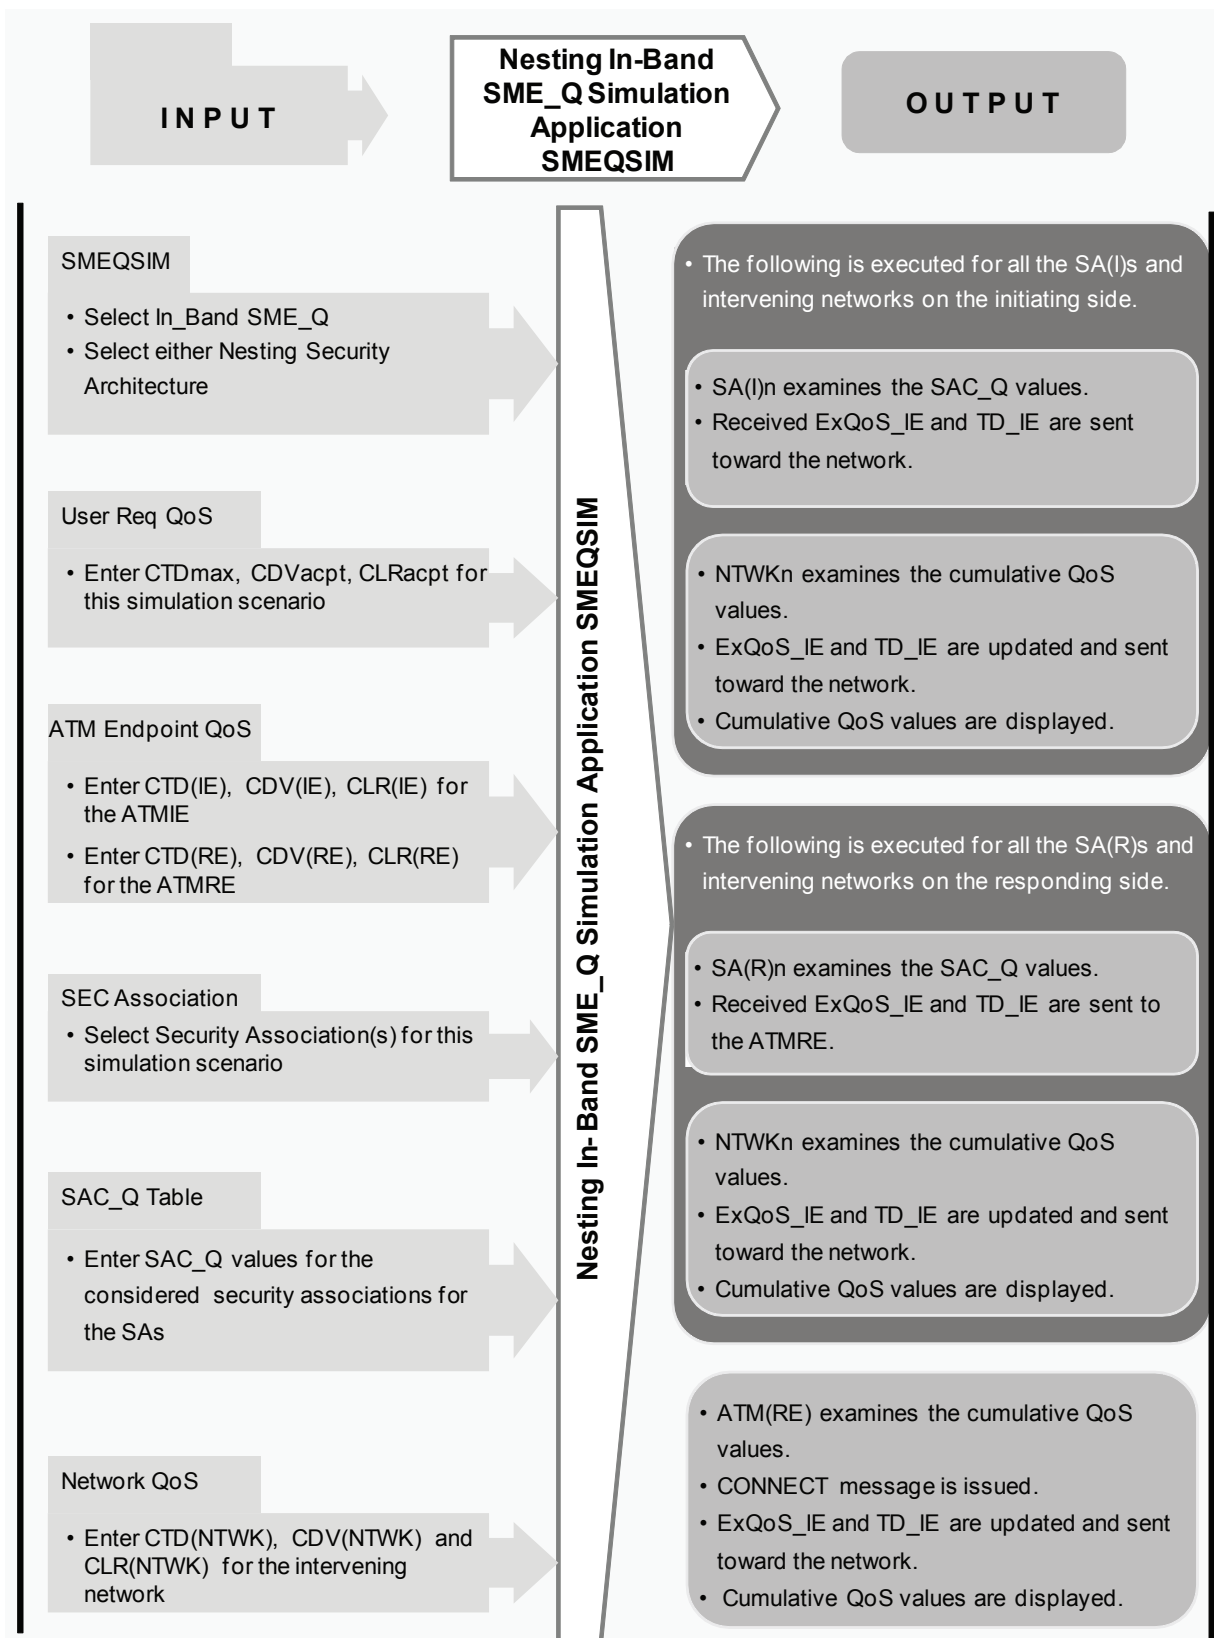 INPUT
Nesting In-Band
SME_Q Simulation
Application
SMEQSIM
OUTPUT
SMEQSIM
• Select In_Band SME_Q
• Select either Nesting Security
Architecture
User Req QoS
• Enter CTDmax, CDVacpt, CLRacpt for
this simulation scenario
ATM Endpoint QoS
• Enter CTD(IE), CDV(IE), CLR(IE) for
the ATMIE
• Enter CTD(RE), CDV(RE), CLR(RE)
for the ATMRE
SEC Association
• Select Security Association(s) for this
simulation scenario
SAC_Q Table
• Enter SAC_Q values for the
considered security associations for
the SAs
Network QoS
• Enter CTD(NTWK), CDV(NTWK) and
CLR(NTWK) for the intervening
network
Nesting In-Band SME_Q Simulation Application SMEQSIM
• The following is executed for all the SA(I)s and
intervening networks on the initiating side.
• SA(I)n examines the SAC_Q values.
• Received ExQoS_IE and TD_IE are sent
toward the network.
• NTWKn examines the cumulative QoS
values.
• ExQoS_IE and TD_IE are updated and sent
toward the network.
• Cumulative QoS values are displayed.
• The following is executed for all the SA(R)s and
intervening networks on the responding side.
• SA(R)n examines the SAC_Q values.
• Received ExQoS_IE and TD_IE are sent to
the ATMRE.
• NTWKn examines the cumulative QoS
values.
• ExQoS_IE and TD_IE are updated and sent
toward the network.
• Cumulative QoS values are displayed.
• ATM(RE) examines the cumulative QoS
values.
• CONNECT message is issued.
• ExQoS_IE and TD_IE are updated and sent
toward the network.
• Cumulative QoS values are displayed.